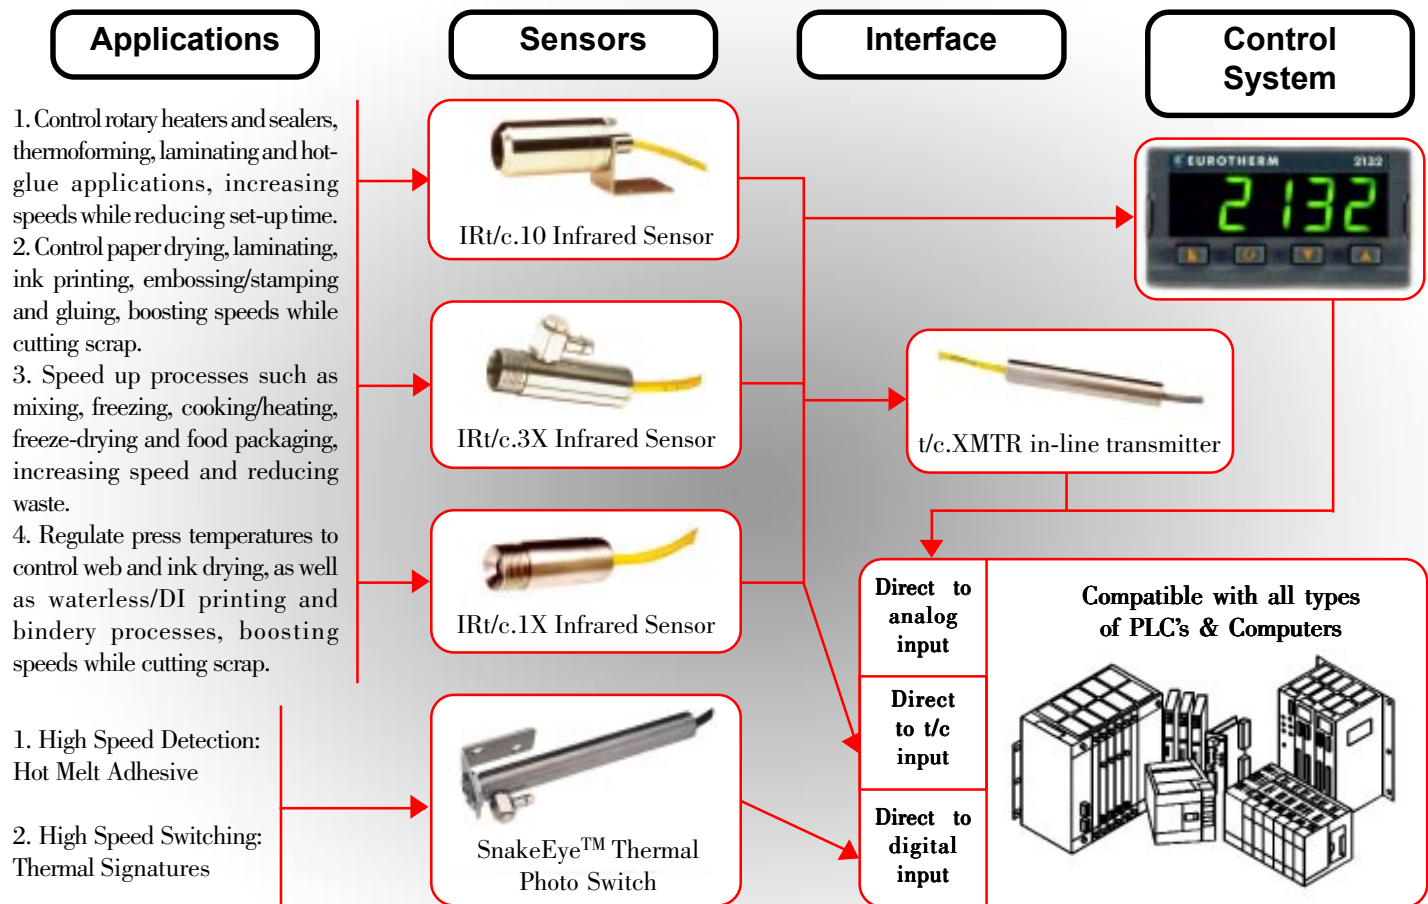 Applications
Sensors
Interface
Control
System
1. Control rotary heaters and sealers,
thermoforming, laminating and hot-
glue applications, increasing
speeds while reducing set-up time.
2. Control paper drying, laminating,
ink printing, embossing/stamping
and gluing, boosting speeds while
cutting scrap.
3. Speed up processes such as
mixing, freezing, cooking/heating,
freeze-drying and food packaging,
increasing speed and reducing
waste.
4. Regulate press temperatures to
control web and ink drying, as well
as waterless/DI printing and
bindery processes, boosting
speeds while cutting scrap.
1. High Speed Detection:
Hot Melt Adhesive
2. High Speed Switching:
Thermal Signatures
IRt/c.10 Infrared Sensor
IRt/c.3X Infrared Sensor
IRt/c.1X Infrared Sensor
SnakeEye™ Thermal
Photo Switch
t/c.XMTR in-line transmitter
EUROTHERM 2132
2132
Direct to
analog
input
Direct
to t/c
input
Direct to
digital
input
Compatible with all types
of PLC's & Computers